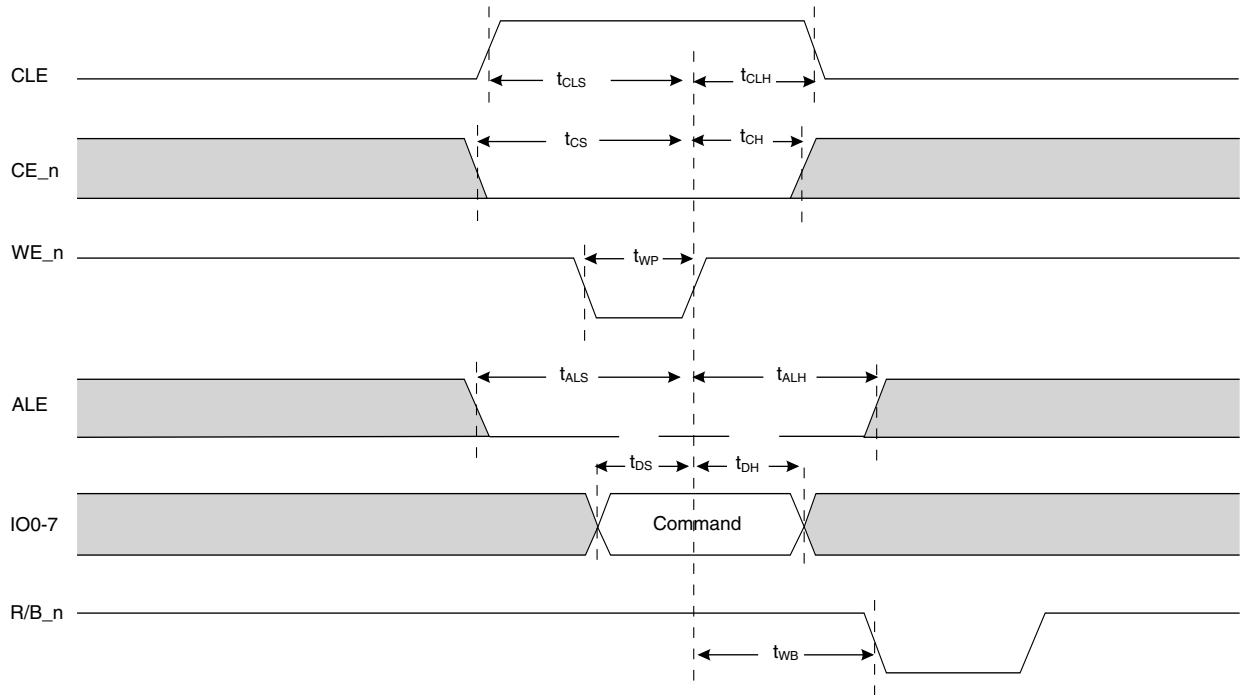 CLE
tCLS
tCLH
CE_n
tCS
tCH
WE_n
tWP
ALE
tALS
tALH
tDS
tDH
IO0-7
Command
R/B_n
tWB